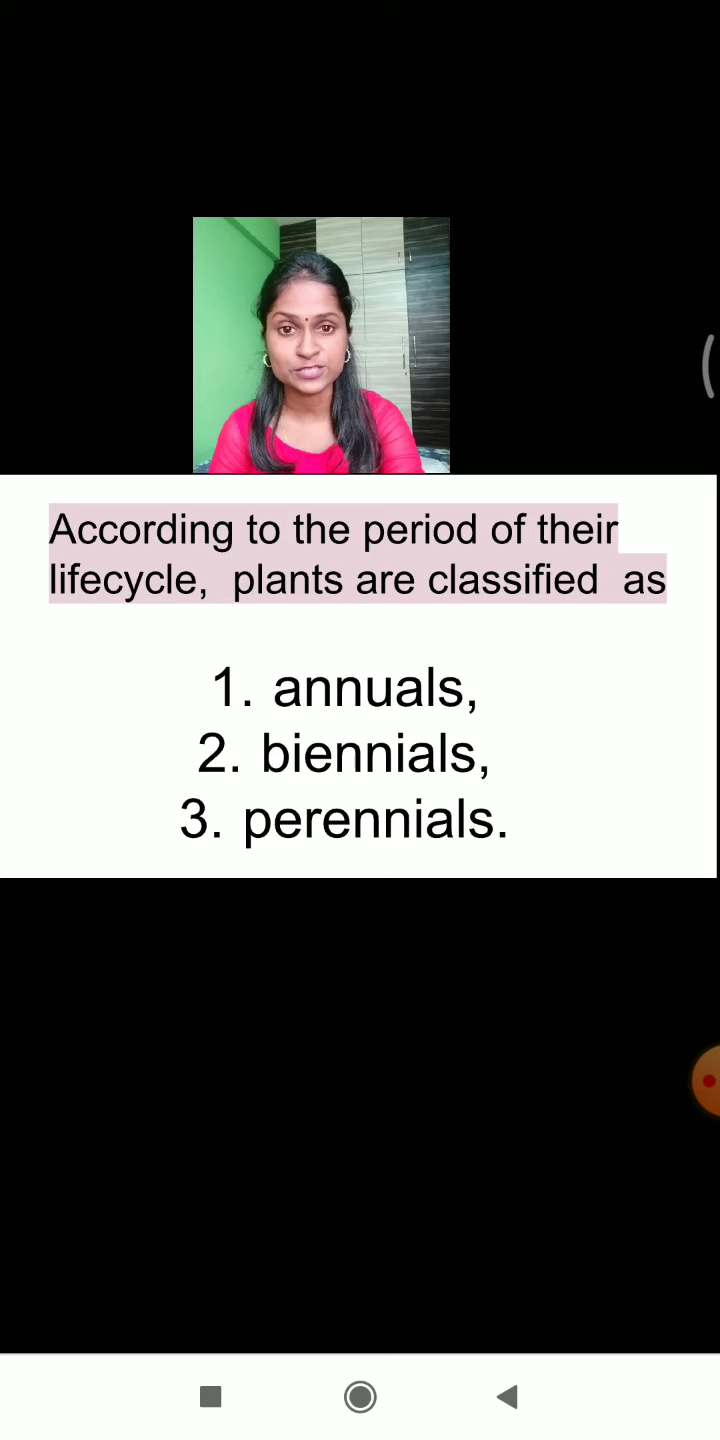 According to the period of their
lifecycle,  plants are classified  as
1. annuals,
2. biennials,
3. perennials.